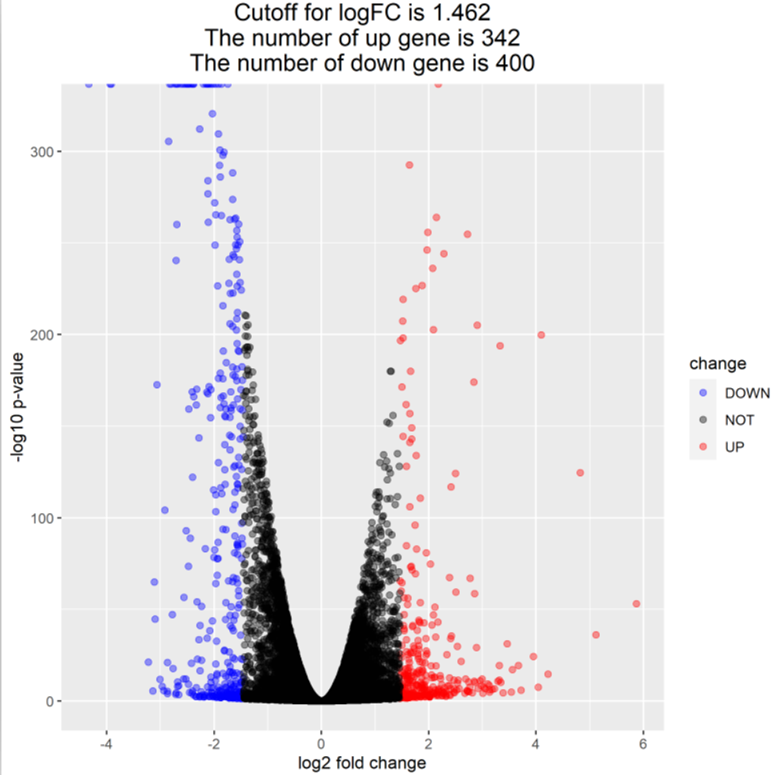 Cutoff for logFC is 1.462
The number of up gene is 342
The number of down gene is 400
300
200
100
0
-log10 p-value
-4
-2
0
2
4
6
log2 fold change
change
DOWN
NOT
UP